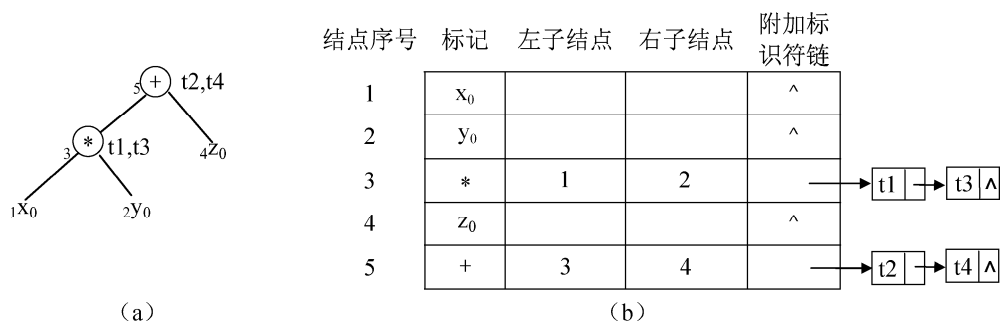 5 + t2,t4
3 * t1,t3
4z₀
1x₀
2y₀
(a)
结点序号 标记 左子结点 右子结点 附加标识符链
1 x₀ ^
2 y₀ ^
3 * 1 2 t1 t3 ^
4 z₀ ^
5 + 3 4 t2 t4 ^
(b)